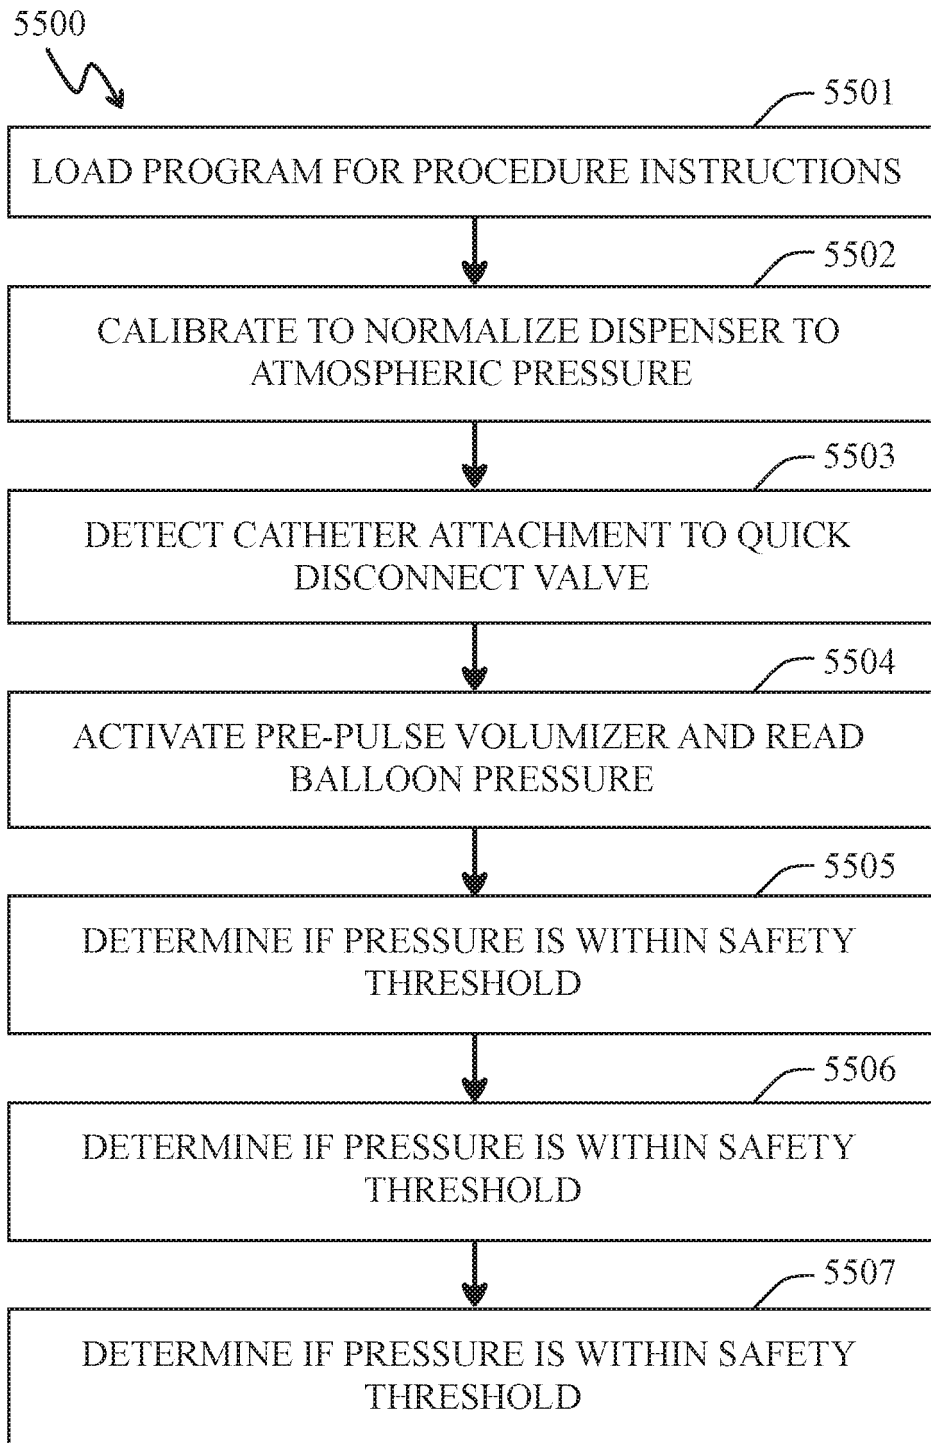 5500
5501
LOAD PROGRAM FOR PROCEDURE INSTRUCTIONS
5502
CALIBRATE TO NORMALIZE DISPENSER TO
ATMOSPHERIC PRESSURE
5503
DETECT CATHETER ATTACHMENT TO QUICK
DISCONNECT VALVE
5504
ACTIVATE PRE-PULSE VOLUMIZER AND READ
BALLOON PRESSURE
5505
DETERMINE IF PRESSURE IS WITHIN SAFETY
THRESHOLD
5506
DETERMINE IF PRESSURE IS WITHIN SAFETY
THRESHOLD
5507
DETERMINE IF PRESSURE IS WITHIN SAFETY
THRESHOLD